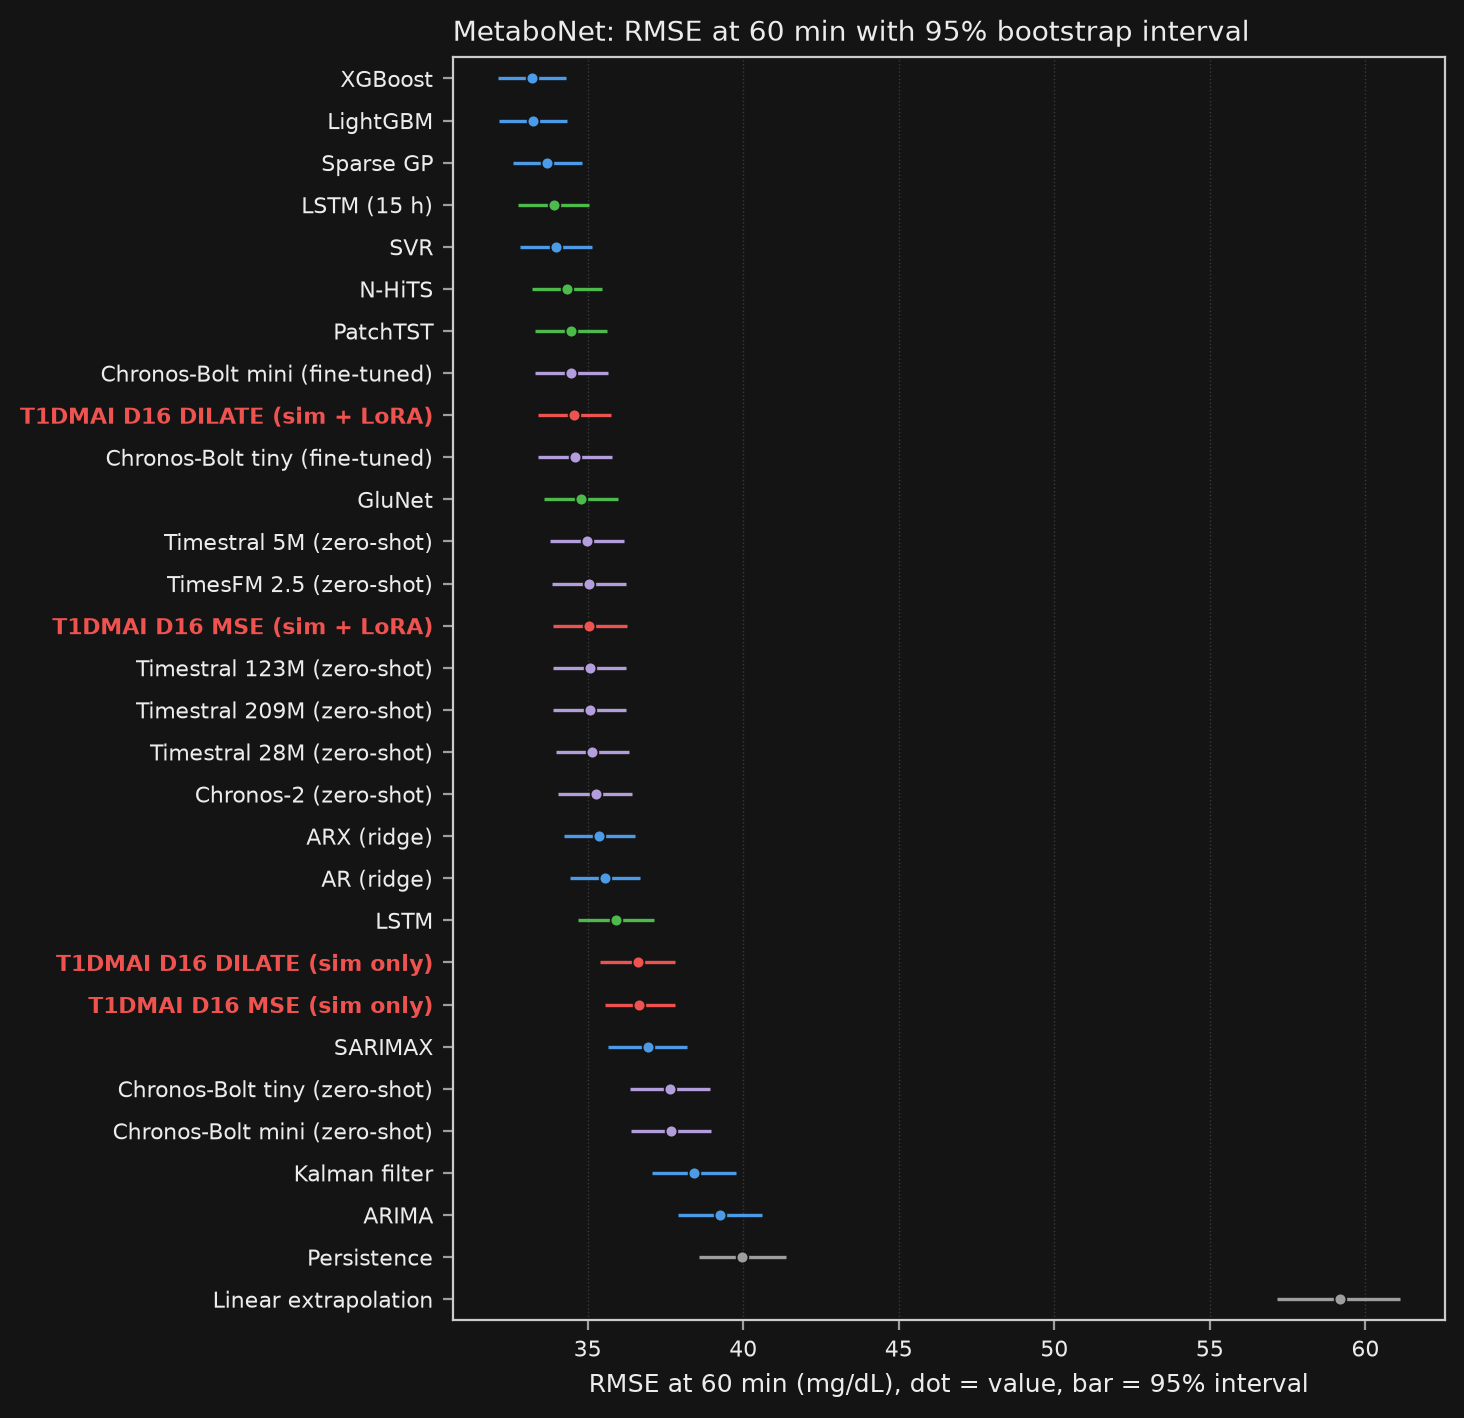 MetaboNet: RMSE at 60 min with 95% bootstrap interval
XGBoost
LightGBM
Sparse GP
LSTM (15 h)
SVR
N-HiTS
PatchTST
Chronos-Bolt mini (fine-tuned)
T1DMAI D16 DILATE (sim + LoRA)
Chronos-Bolt tiny (fine-tuned)
GluNet
Timestral 5M (zero-shot)
TimesFM 2.5 (zero-shot)
T1DMAI D16 MSE (sim + LoRA)
Timestral 123M (zero-shot)
Timestral 209M (zero-shot)
Timestral 28M (zero-shot)
Chronos-2 (zero-shot)
ARX (ridge)
AR (ridge)
LSTM
T1DMAI D16 DILATE (sim only)
T1DMAI D16 MSE (sim only)
SARIMAX
Chronos-Bolt tiny (zero-shot)
Chronos-Bolt mini (zero-shot)
Kalman filter
ARIMA
Persistence
Linear extrapolation
35 40 45 50 55 60
RMSE at 60 min (mg/dL), dot = value, bar = 95% interval